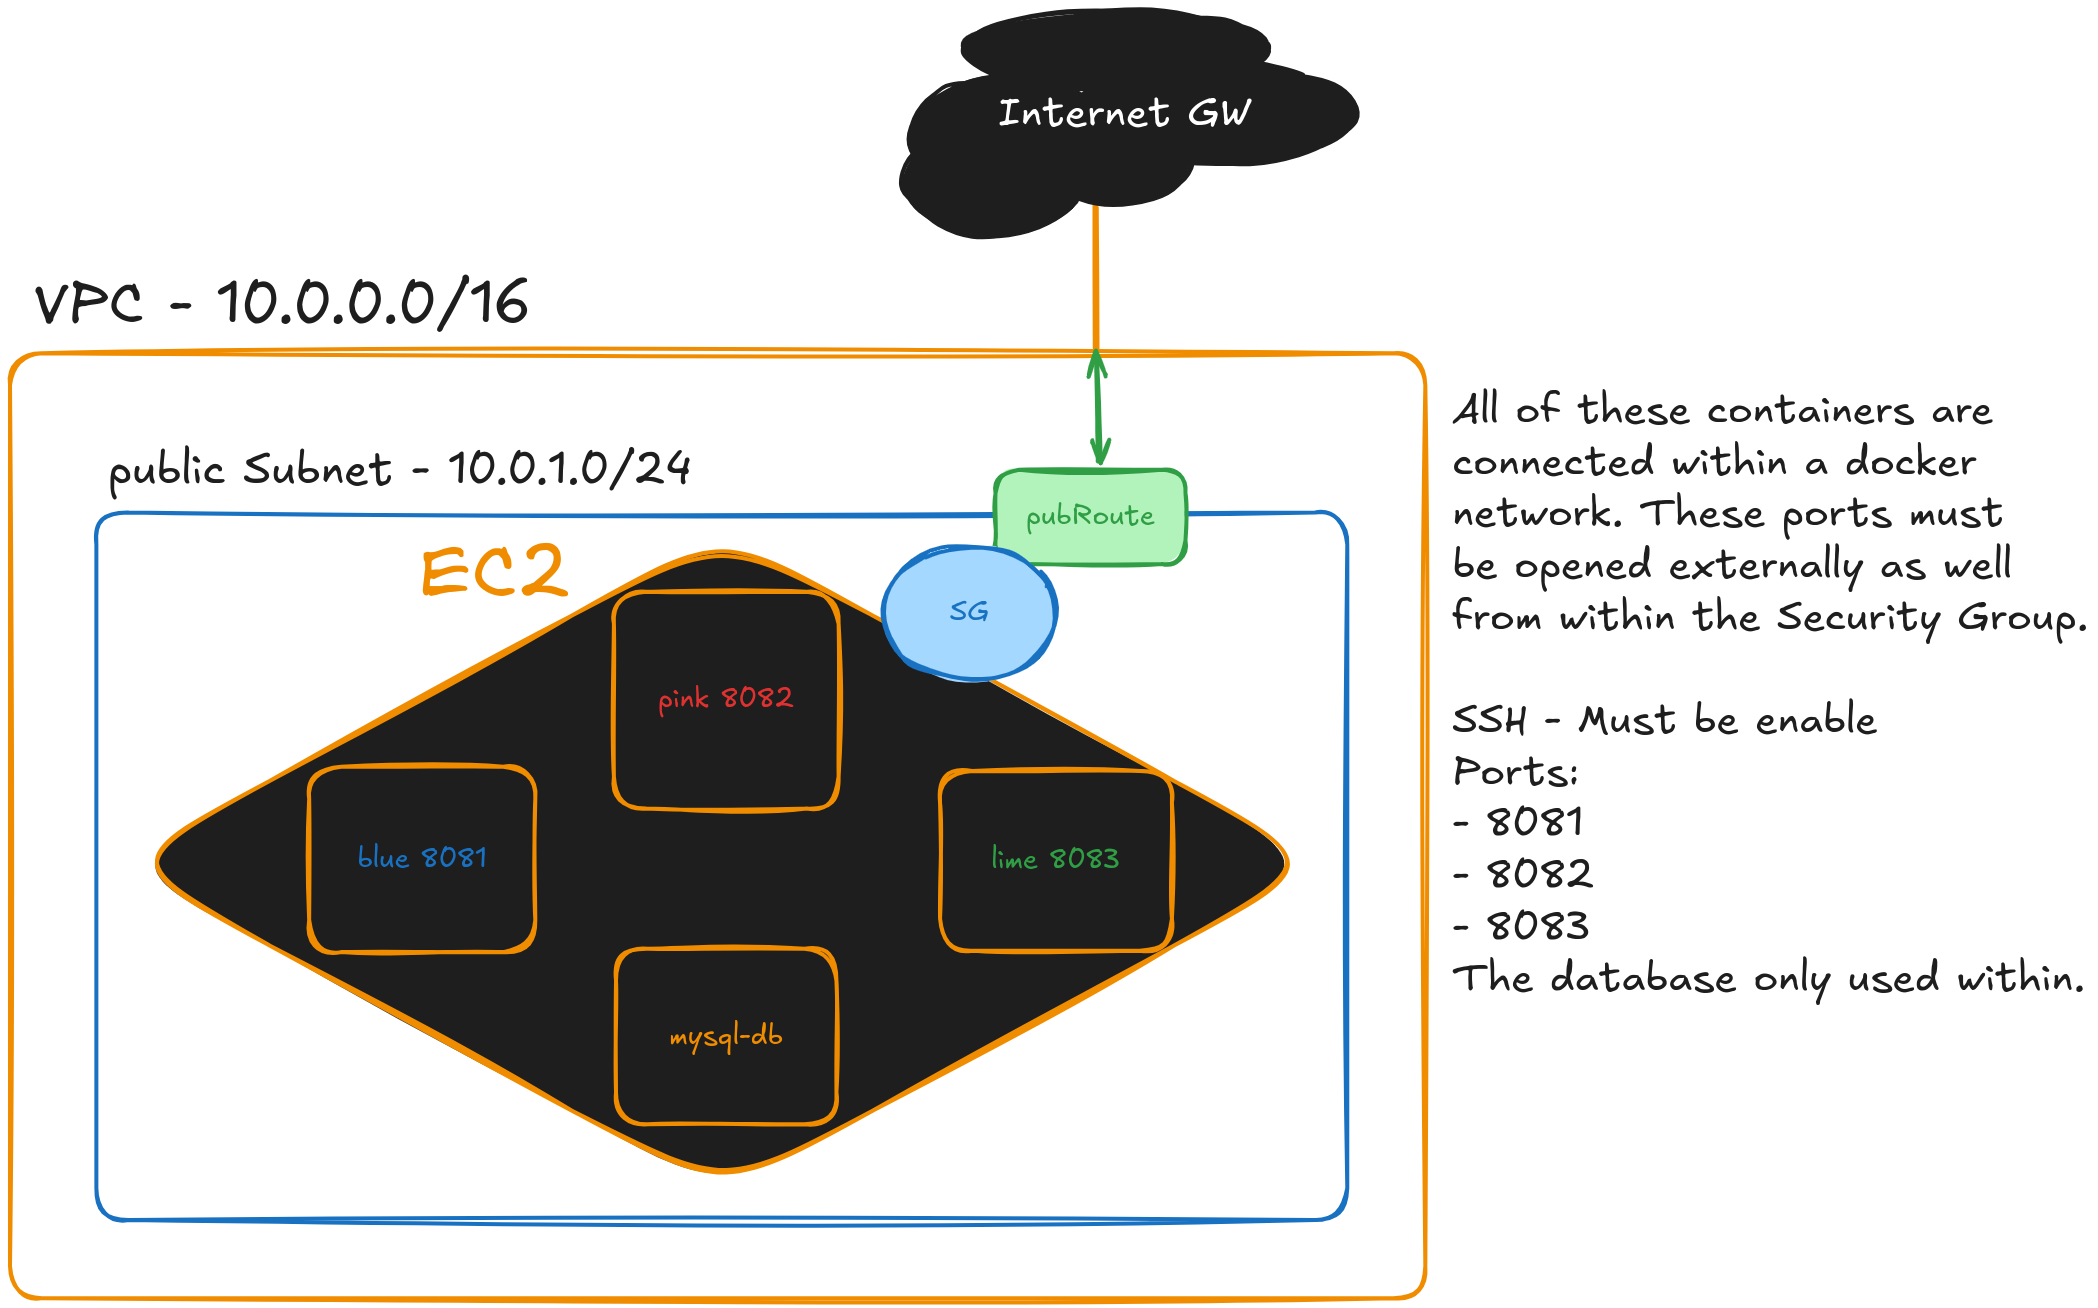 Internet GW
VPC - 10.0.0.0/16
public Subnet - 10.0.1.0/24
pubRoute
EC2
SG
pink 8082
blue 8081
lime 8083
mysql-db
All of these containers are
connected within a docker
network. These ports must
be opened externally as well
from within the Security Group.
SSH - Must be enable
Ports:
- 8081
- 8082
- 8083
The database only used within.